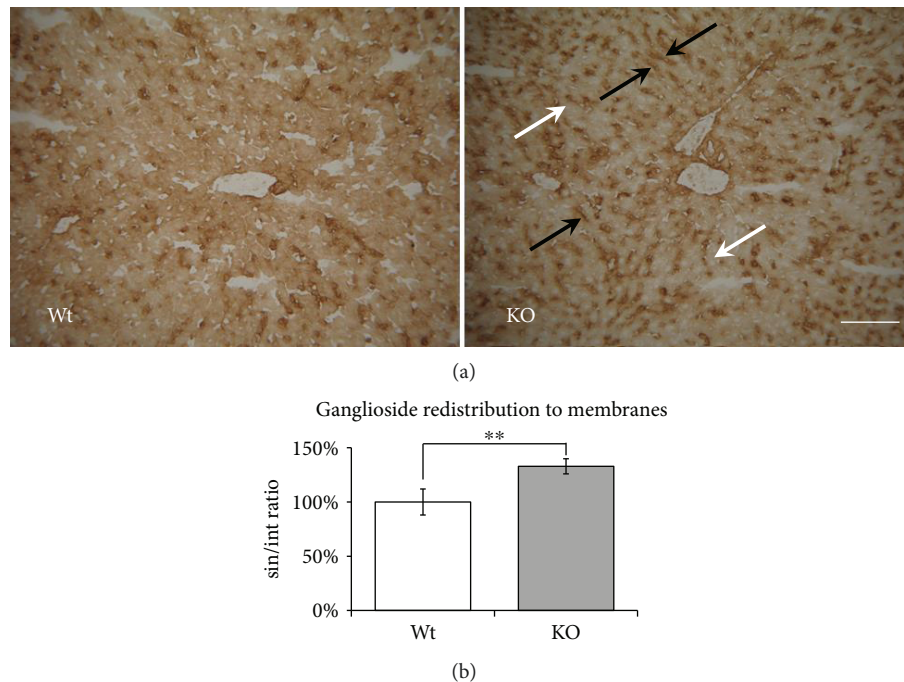 Wt
KO
(a)
Ganglioside redistribution to membranes
**
150%
100%
50%
0%
sin/int ratio
Wt
KO
(b)